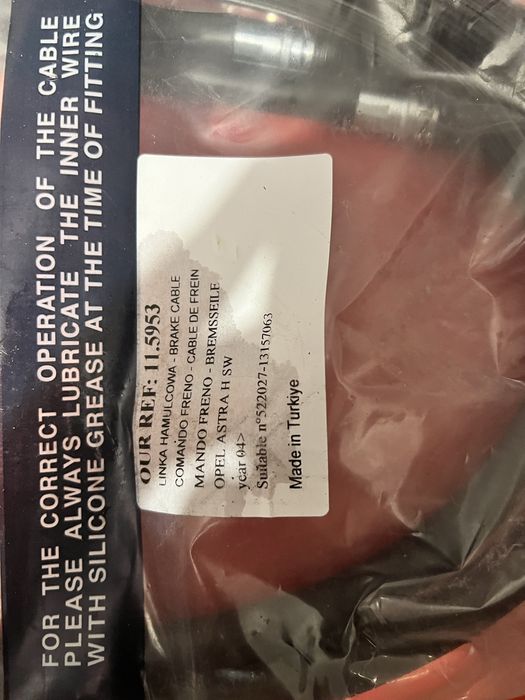 FOR THE CORRECT OPERATION OF THE CABLE
PLEASE ALWAYS LUBRICATE THE INNER WIRE
WITH SILICONE GREASE AT THE TIME OF FITTING
OUR REF: 11.5953
LINKA HAMULCOWA - BRAKE CABLE
COMANDO FRENO - CABLE DE FREIN
MANDO FRENO - BREMSSEILE
OPEL ASTRA H SW
year 04>
Suitable n°522027-13157063
Made in Turkiye